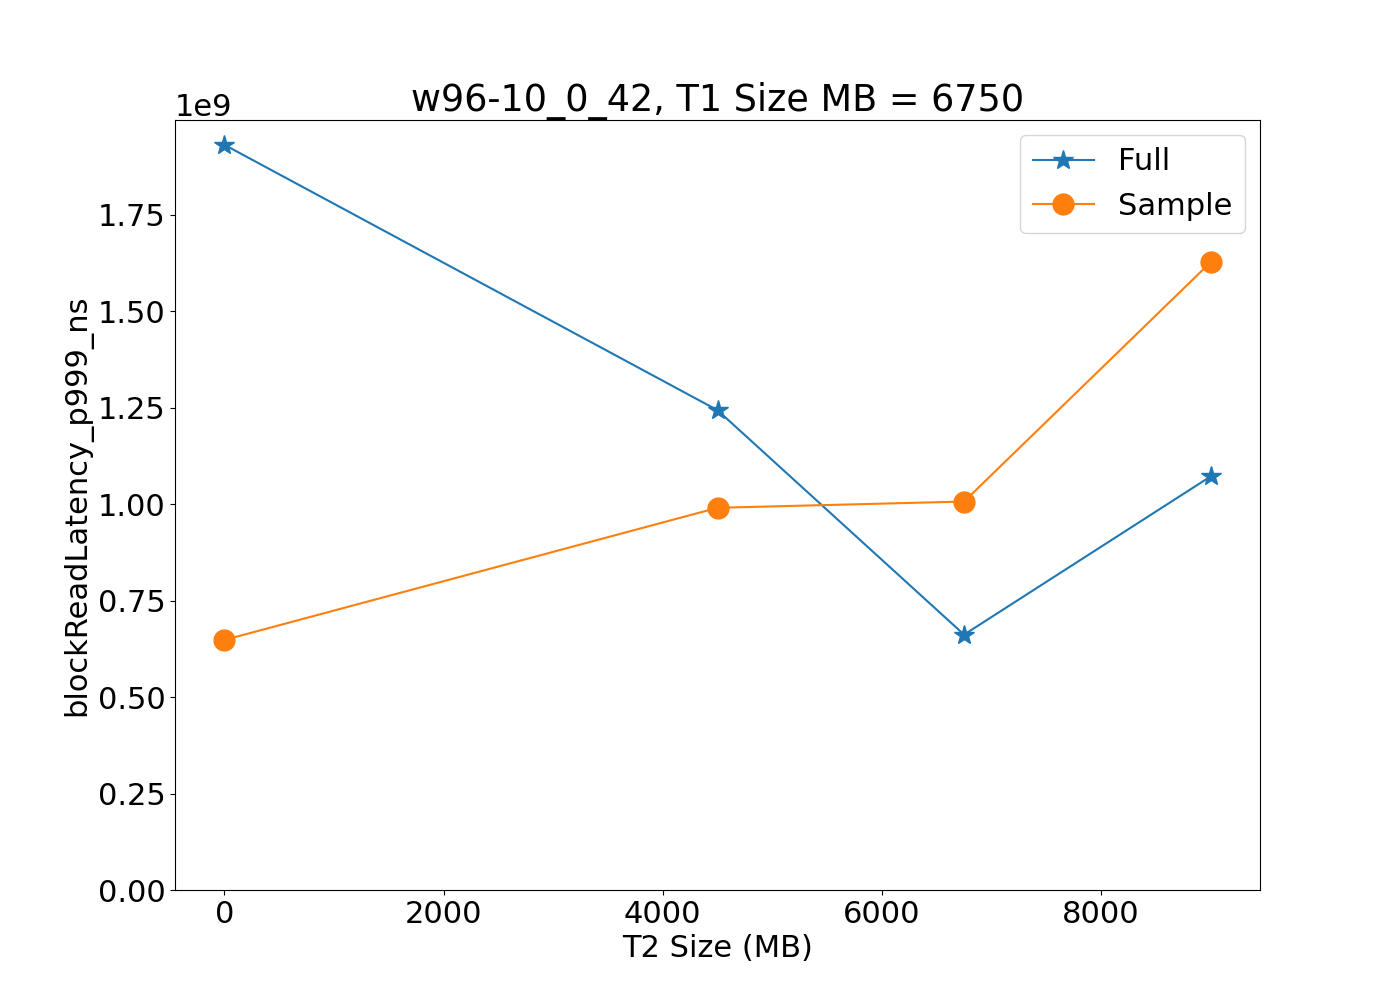 w96-10_0_42, T1 Size MB = 6750
1e9
Full
Sample
1.75
1.50
1.25
1.00
0.75
0.50
0.25
0.00
blockReadLatency_p999_ns
0 2000 4000 6000 8000
T2 Size (MB)